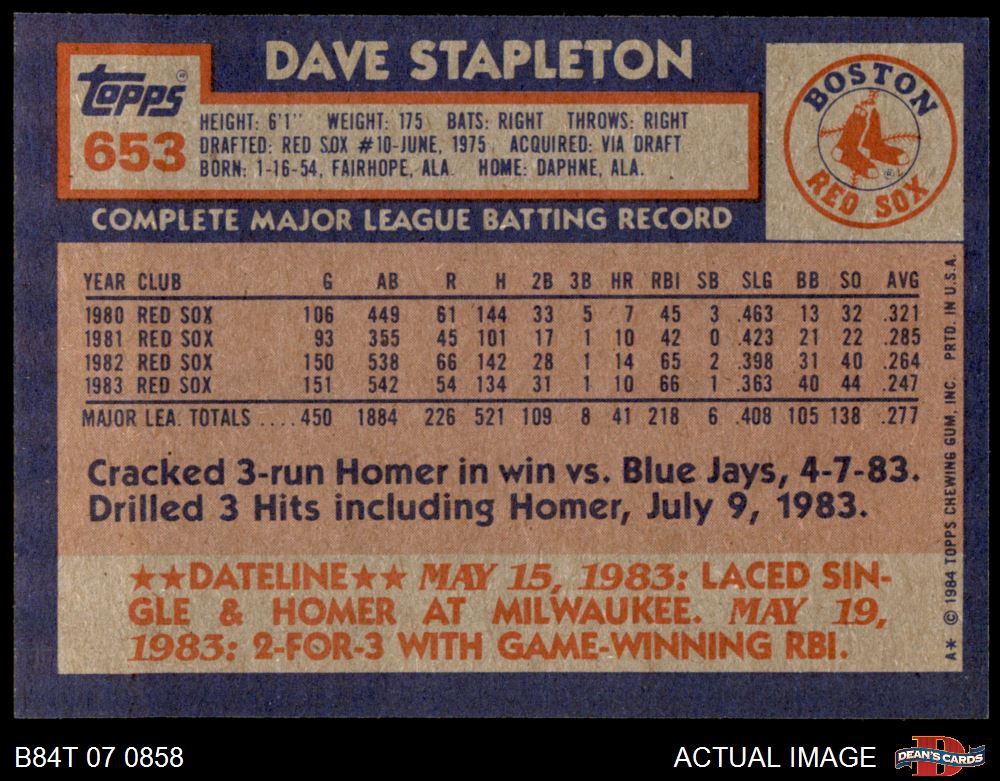 DAVE STAPLETON
topps ®
653
HEIGHT: 6'1" WEIGHT: 175 BATS: RIGHT THROWS: RIGHT
DRAFTED: RED SOX #10-JUNE, 1975 ACQUIRED: VIA DRAFT
BORN: 1-16-54, FAIRHOPE, ALA. HOME: DAPHNE, ALA.
BOSTON
RED SOX
®
COMPLETE MAJOR LEAGUE BATTING RECORD
YEAR CLUB G AB R H 2B 3B HR RBI SB SLG BB SO AVG
1980 RED SOX 106 449 61 144 33 5 7 45 3 .463 13 32 .321
1981 RED SOX 93 355 45 101 17 1 10 42 0 .423 21 22 .285
1982 RED SOX 150 538 66 142 28 1 14 65 2 .398 31 40 .264
1983 RED SOX 151 542 54 134 31 1 10 66 1 .363 40 44 .247
MAJOR LEA. TOTALS .... 450 1884 226 521 109 8 41 218 6 .408 105 138 .277
Cracked 3-run Homer in win vs. Blue Jays, 4-7-83.
Drilled 3 Hits including Homer, July 9, 1983.
★★DATELINE★★ MAY 15, 1983: LACED SIN-
GLE & HOMER AT MILWAUKEE. MAY 19,
1983: 2-FOR-3 WITH GAME-WINNING RBI.
A* © 1984 TOPPS CHEWING GUM, INC. PRTD. IN U.S.A.
B84T 07 0858
ACTUAL IMAGE
D
DEAN'S CARDS